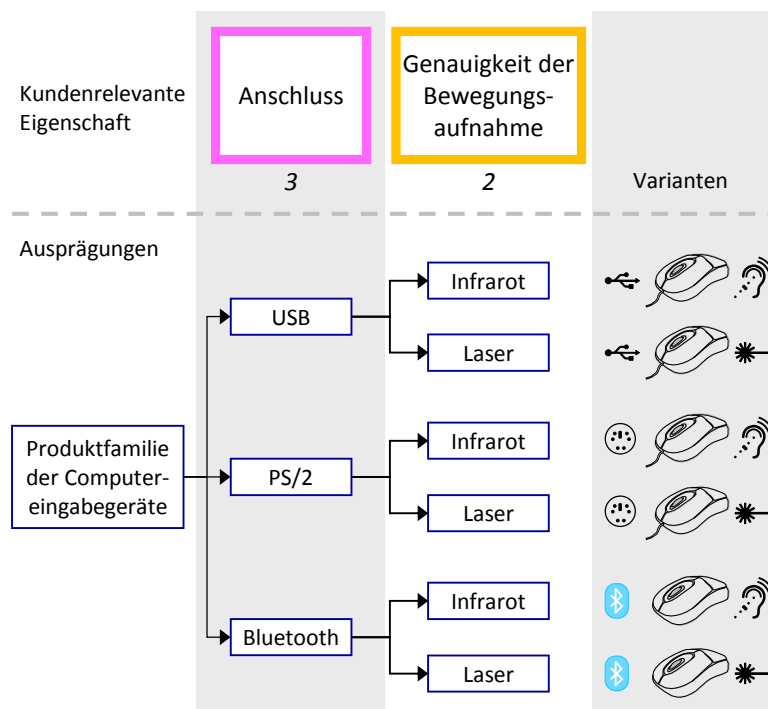 Kundenrelevante
Eigenschaft
Anschluss
Genauigkeit der
Bewegungs-
aufnahme
3
2
Varianten
Ausprägungen
Infrarot
USB
Laser
Produktfamilie
der Computer-
eingabegeräte
Infrarot
PS/2
Laser
Infrarot
Bluetooth
Laser